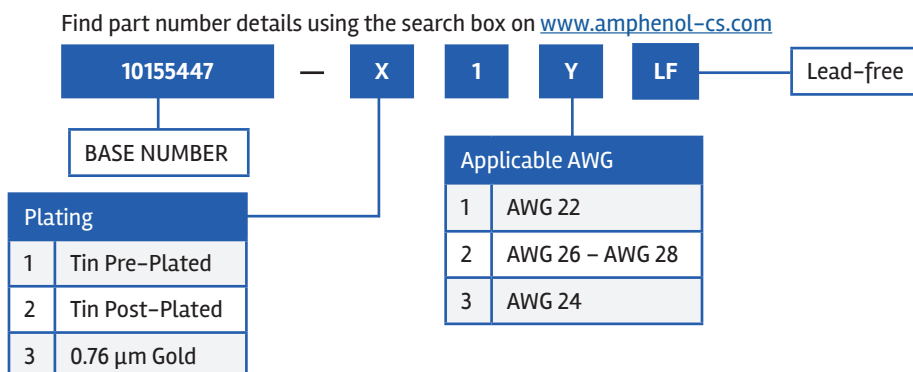 Find part number details using the search box on www.amphenol-cs.com
10155447 — X 1 Y LF Lead-free
BASE NUMBER
Applicable AWG
1 AWG 22
2 AWG 26 – AWG 28
3 AWG 24
Plating
1 Tin Pre-Plated
2 Tin Post-Plated
3 0.76 µm Gold